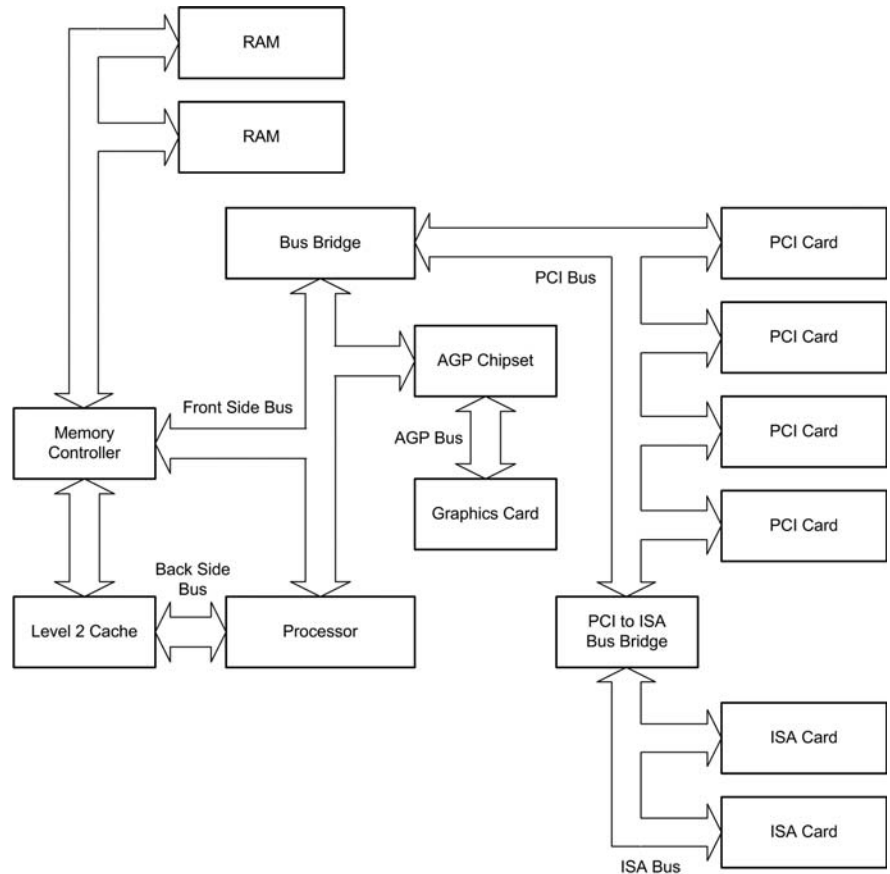 RAM
RAM
Bus Bridge
PCI Card
PCI Bus
PCI Card
AGP Chipset
Front Side Bus
Memory
Controller
AGP Bus
PCI Card
Graphics Card
PCI Card
Back Side
Bus
Level 2 Cache
Processor
PCI to ISA
Bus Bridge
ISA Card
ISA Card
ISA Bus